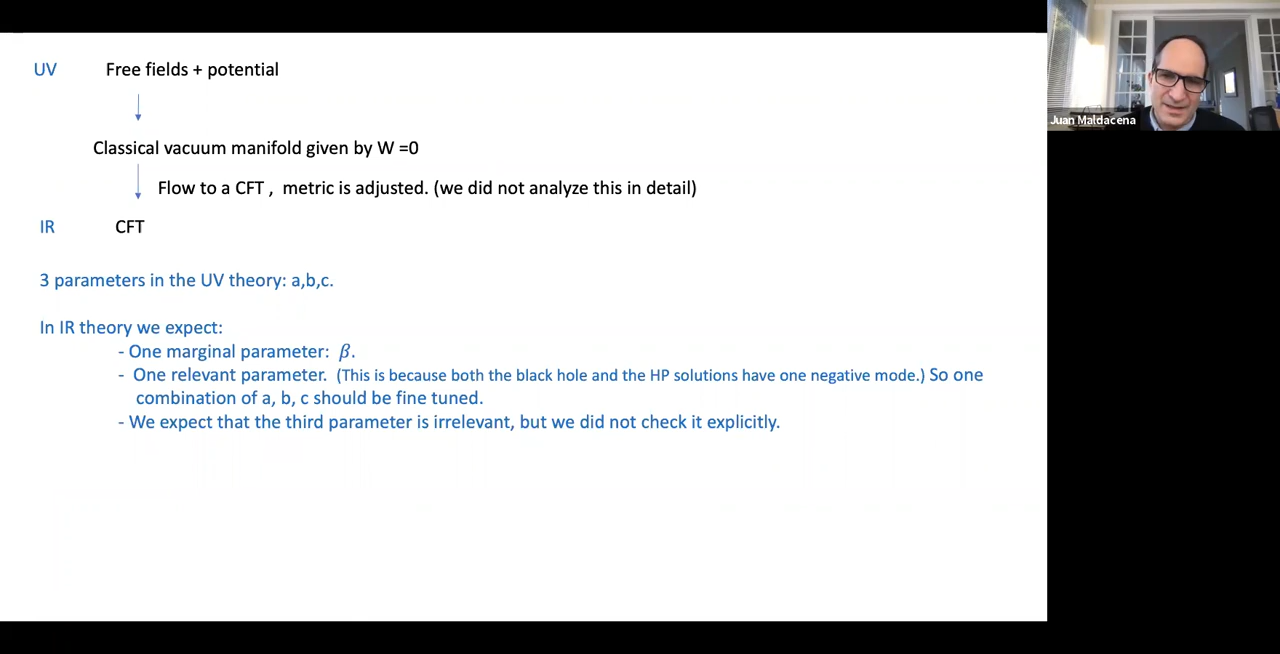 UV Free fields + potential
Classical vacuum manifold given by W =0
Flow to a CFT , metric is adjusted. (we did not analyze this in detail)
IR CFT
3 parameters in the UV theory: a,b,c.
In IR theory we expect:
- One marginal parameter: β.
- One relevant parameter. (This is because both the black hole and the HP solutions have one negative mode.) So one
combination of a, b, c should be fine tuned.
- We expect that the third parameter is irrelevant, but we did not check it explicitly.
Juan Maldacena